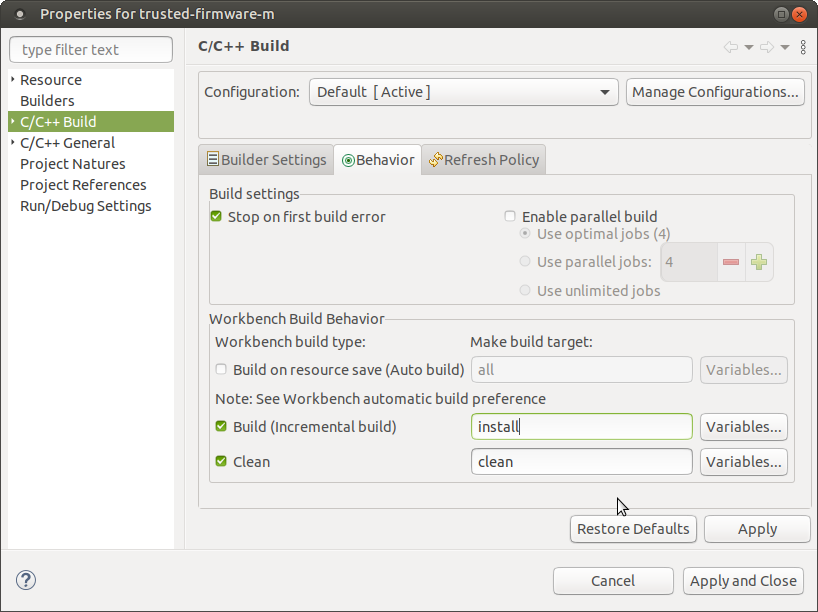 Properties for trusted-firmware-m
type filter text
Resource
Builders
C/C++ Build
C/C++ General
Project Natures
Project References
Run/Debug Settings
C/C++ Build
Configuration: Default [ Active ] Manage Configurations...
Builder Settings Behavior Refresh Policy
Build settings
Stop on first build error Enable parallel build
Use optimal jobs (4)
Use parallel jobs: 4
Use unlimited jobs
Workbench Build Behavior
Workbench build type: Make build target:
Build on resource save (Auto build) all Variables...
Note: See Workbench automatic build preference
Build (Incremental build) install Variables...
Clean clean Variables...
Restore Defaults Apply
? Cancel Apply and Close